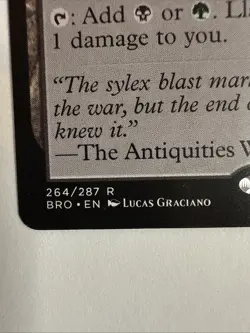 : Add or .
1 damage to you.
"The sylex blast
the war, but the end
knew it."
—The Antiquities
264/287 R
BRO • EN LUCAS GRACIANO